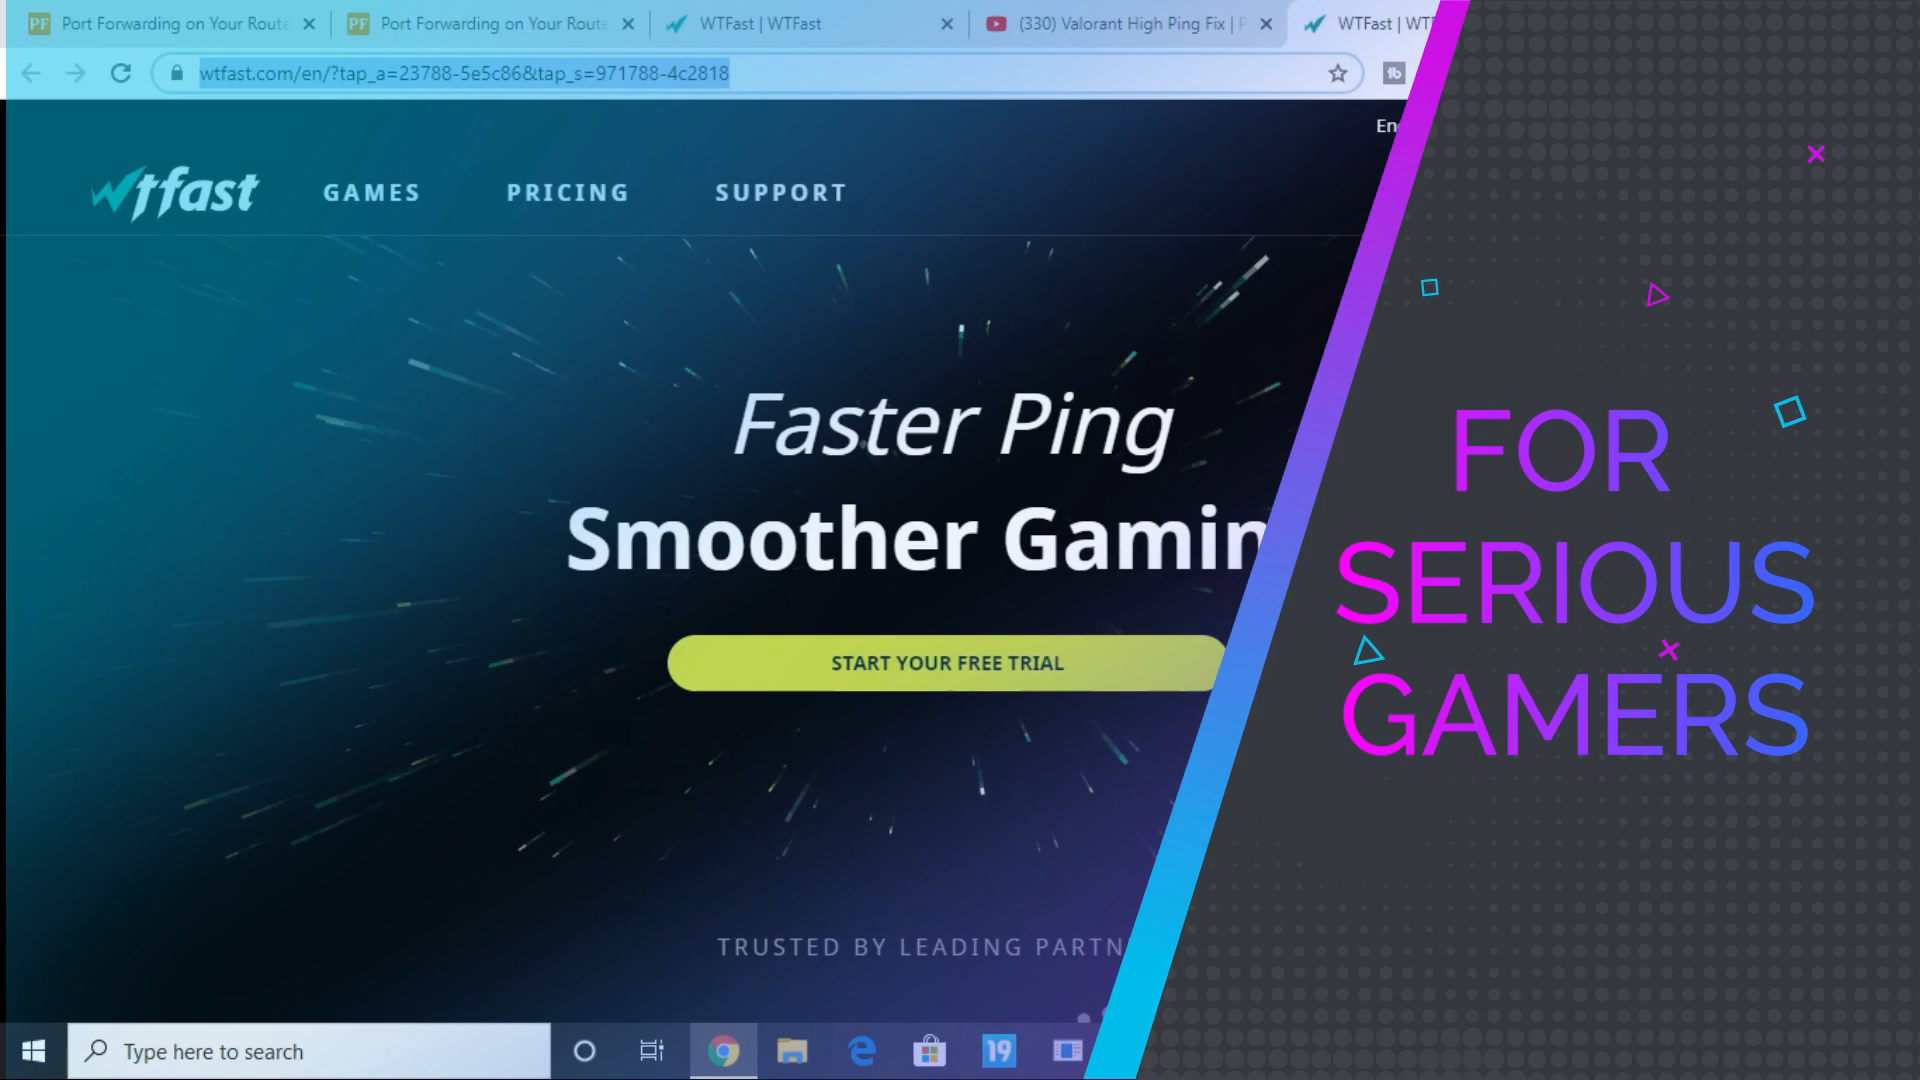 Port Forwarding on Your Route
Port Forwarding on Your Route
WTFast | WTFast
(330) Valorant High Ping Fix | P
WTFast | WTF
wtfast.com/en/?tap_a=23788-5e5c86&tap_s=971788-4c2818
En
wtfast
GAMES
PRICING
SUPPORT
Faster Ping
Smoother Gamin
START YOUR FREE TRIAL
TRUSTED BY LEADING PARTN
FOR
SERIOUS
GAMERS
Type here to search
19